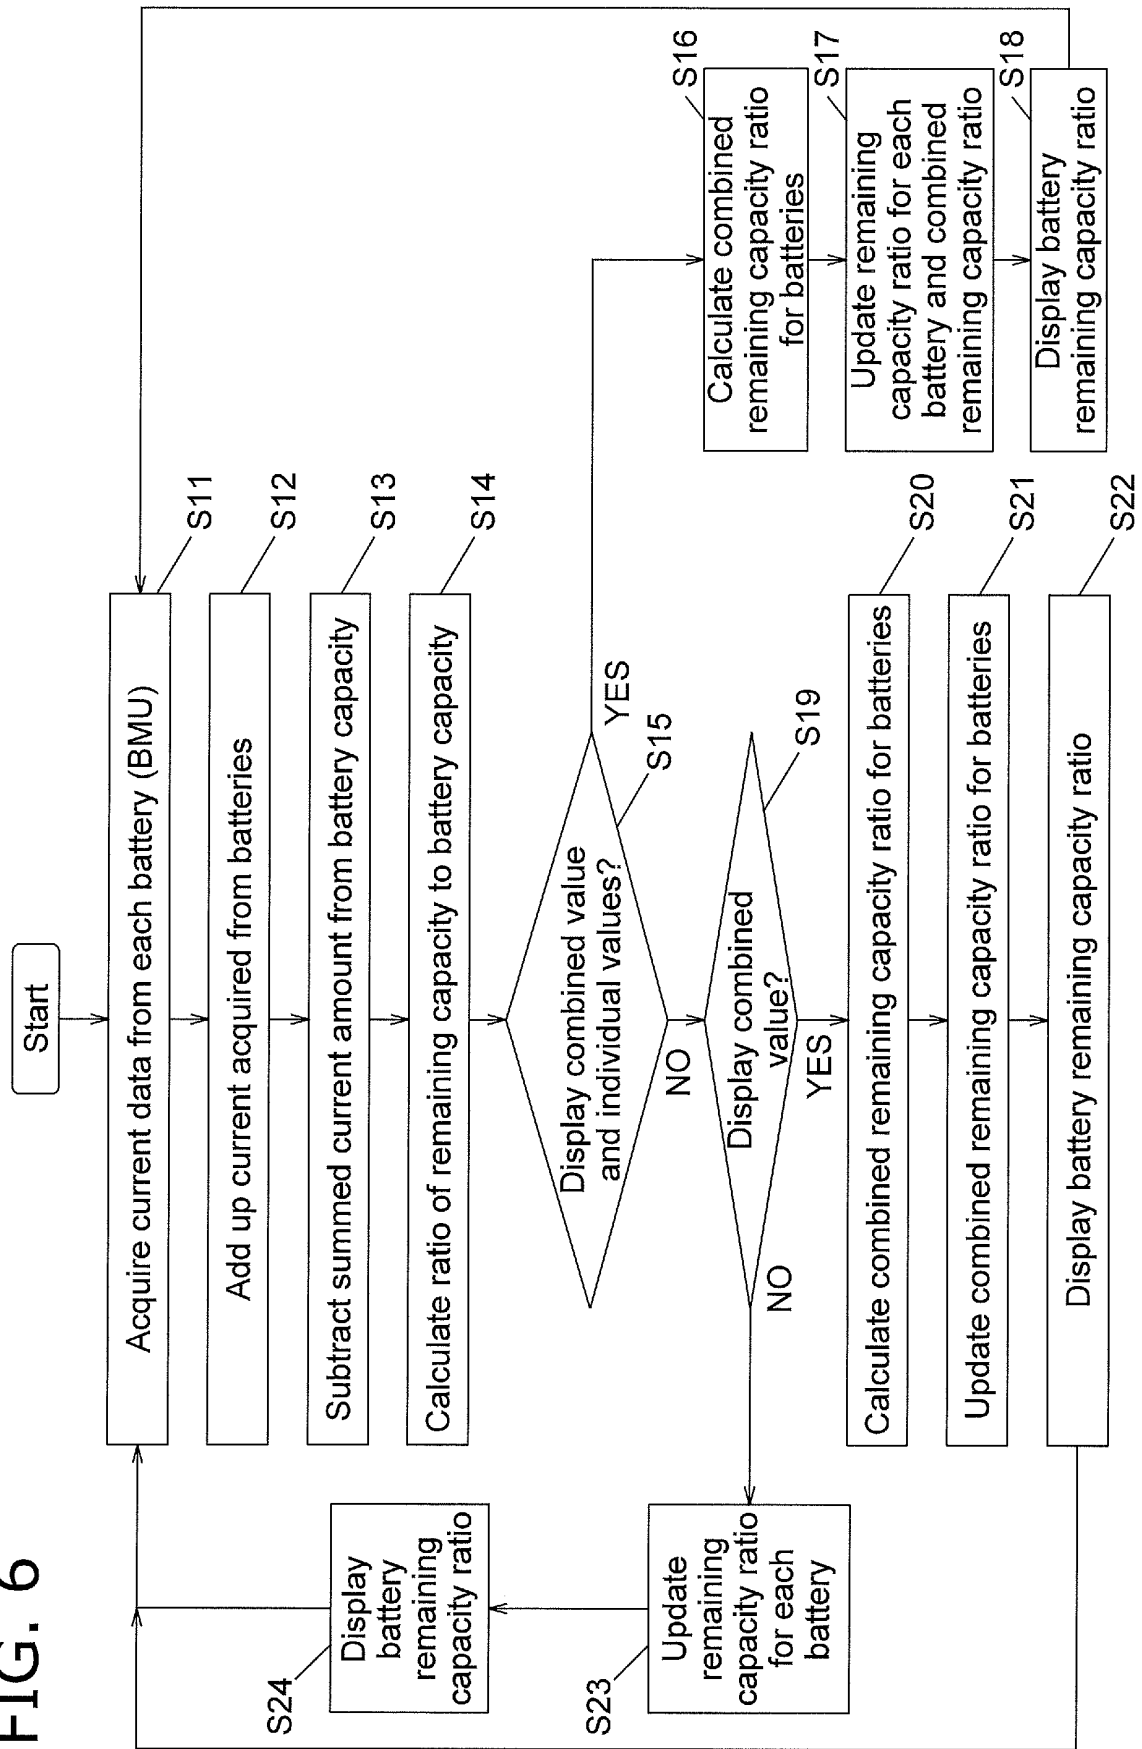 FIG. 6
Start
Acquire current data from each battery (BMU)
S11
Add up current acquired from batteries
S12
Subtract summed current amount from battery capacity
S13
Calculate ratio of remaining capacity to battery capacity
S14
Display combined value
and individual values?
S15
YES
NO
Calculate combined
remaining capacity ratio
for batteries
S16
Update remaining
capacity ratio for each
battery and combined
remaining capacity ratio
S17
Display battery
remaining capacity ratio
S18
Display combined
value?
S19
YES
NO
Calculate combined remaining capacity ratio for batteries
S20
Update combined remaining capacity ratio for batteries
S21
Display battery remaining capacity ratio
S22
Update
remaining
capacity ratio
for each
battery
S23
Display
battery
remaining
capacity ratio
S24